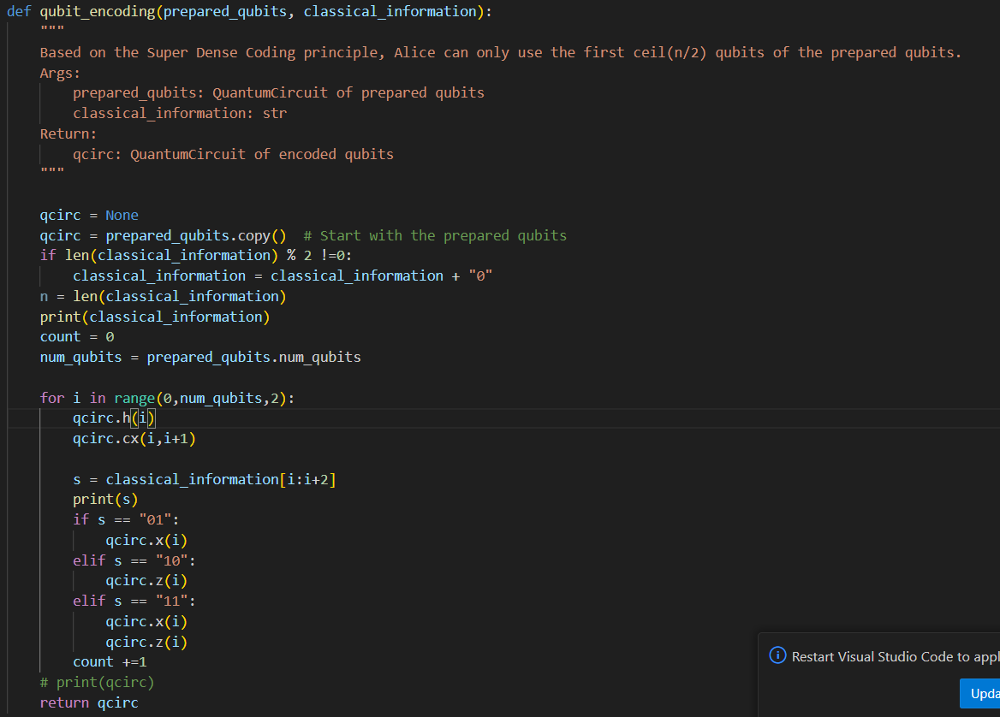 def qubit_encoding(prepared_qubits, classical_information):
    """
    Based on the Super Dense Coding principle, Alice can only use the first ceil(n/2) qubits of the prepared qubits.
    Args:
        prepared_qubits: QuantumCircuit of prepared qubits
        classical_information: str
    Return:
        qcirc: QuantumCircuit of encoded qubits
    """
    qcirc = None
    qcirc = prepared_qubits.copy()  # Start with the prepared qubits
    if len(classical_information) % 2 !=0:
        classical_information = classical_information + "0"
    n = len(classical_information)
    print(classical_information)
    count = 0
    num_qubits = prepared_qubits.num_qubits
    for i in range(0,num_qubits,2):
        qcirc.h(i)
        qcirc.cx(i,i+1)
        s = classical_information[i:i+2]
        print(s)
        if s == "01":
            qcirc.x(i)
        elif s == "10":
            qcirc.z(i)
        elif s == "11":
            qcirc.x(i)
            qcirc.z(i)
        count +=1
    # print(qcirc)
    return qcirc
Restart Visual Studio Code to appl
Upda